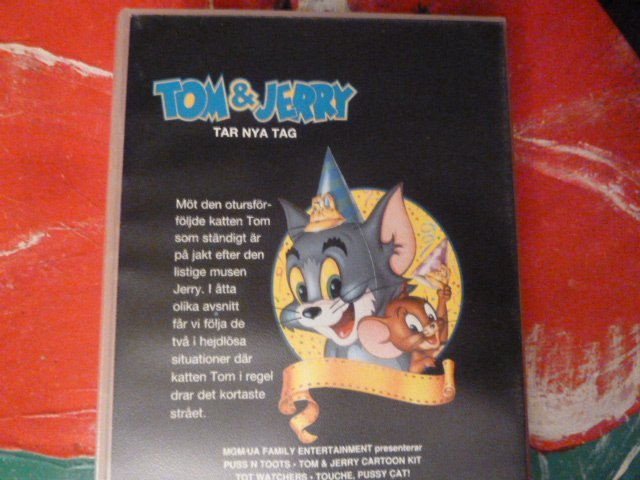 TOM & JERRY
TAR NYA TAG
Möt den otursför-
följde katten Tom
som ständigt är
på jakt efter den
listige musen
Jerry. I åtta
olika avsnitt
får vi följa de
två i hejdlösa
situationer där
katten Tom i regel
drar det kortaste
strået.
MGM/UA FAMILY ENTERTAINMENT presenterar
PUSS N TOOTS · TOM & JERRY CARTOON KIT
TOT WATCHERS · TOUCHE, PUSSY CAT!